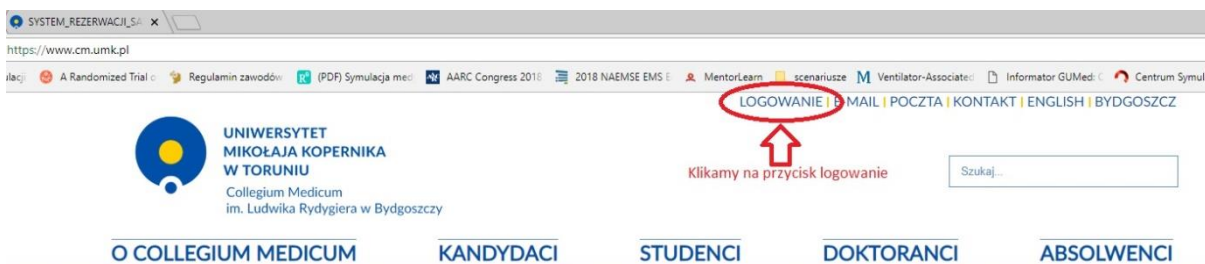 SYSTEM_REZERWACJI_SA
https://www.cm.umk.pl
ulacji A Randomized Trial o Regulamin zawodów (PDF) Symulacja med AARC Congress 2018 2018 NAEMSE EMS E MentorLearn scenariusze Ventilator-Associated Informator GUMed: C Centrum Symul
LOGOWANIE | E-MAIL | POCZTA | KONTAKT | ENGLISH | BYDGOSZCZ
UNIWERSYTET
MIKOŁAJA KOPERNIKA
W TORUNIU
Collegium Medicum
im. Ludwika Rydygiera w Bydgoszczy
Klikamy na przycisk logowanie
Szukaj...
O COLLEGIUM MEDICUM KANDYDACI STUDENCI DOKTORANCI ABSOLWENCI